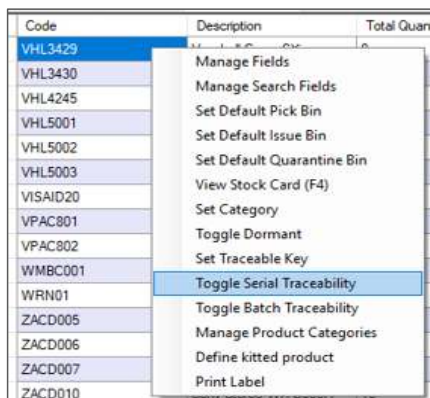 Code Description Total Quan
VHL3429
VHL3430
VHL4245
VHL5001
VHL5002
VHL5003
VISAID20
VPAC801
VPAC802
WMBC001
WRN01
ZACD005
ZACD006
ZACD007
ZACD010
Manage Fields
Manage Search Fields
Set Default Pick Bin
Set Default Issue Bin
Set Default Quarantine Bin
View Stock Card (F4)
Set Category
Toggle Dormant
Set Traceable Key
Toggle Serial Traceability
Toggle Batch Traceability
Manage Product Categories
Define kitted product
Print Label